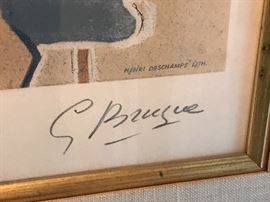 HENRI DESCHAMPS LITH.
G Braque